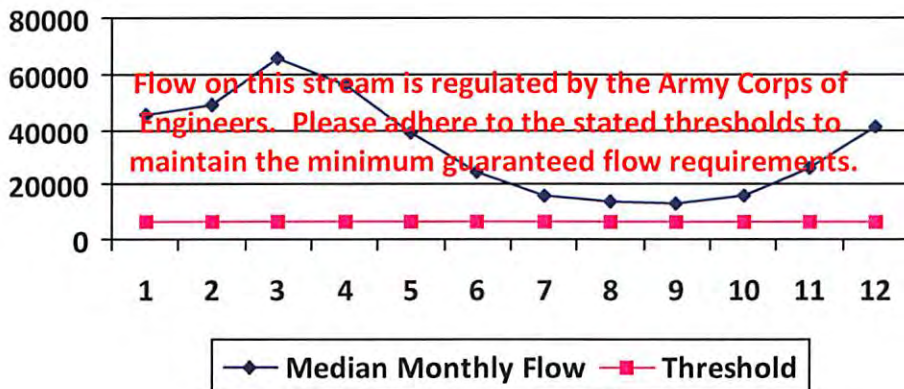 80000
60000
40000
20000
0
Flow on this stream is regulated by the Army Corps of
Engineers. Please adhere to the stated thresholds to
maintain the minimum guaranteed flow requirements.
1 2 3 4 5 6 7 8 9 10 11 12
Median Monthly Flow Threshold